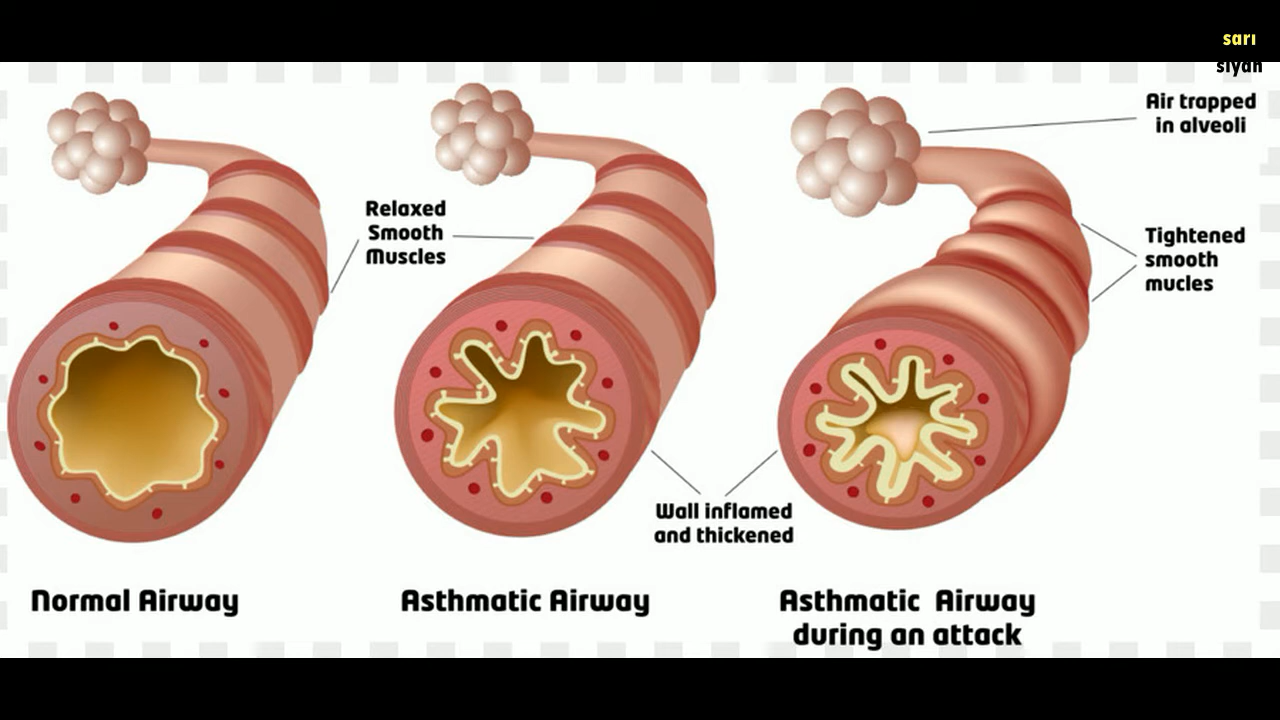 sarı
siyah
Air trapped
in alveoli
Relaxed
Smooth
Muscles
Tightened
smooth
mucles
Wall inflamed
and thickened
Normal Airway
Asthmatic Airway
Asthmatic Airway
during an attack